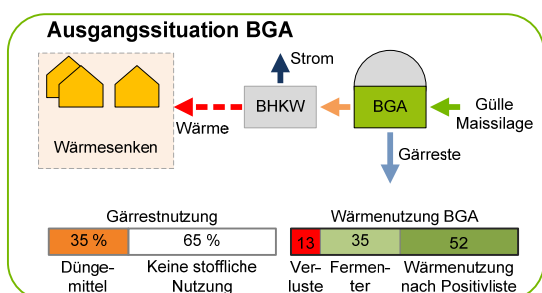 Ausgangssituation BGA
Strom
BHKW
BGA
Gülle
Maissilage
Wärme
Wärmesenken
Gärreste
Gärrestnutzung
35 %
65 %
Dünge-
mittel
Keine stoffliche
Nutzung
Wärmenutzung BGA
13
35
52
Ver-
luste
Fermen-
ter
Wärmenutzung
nach Positivliste